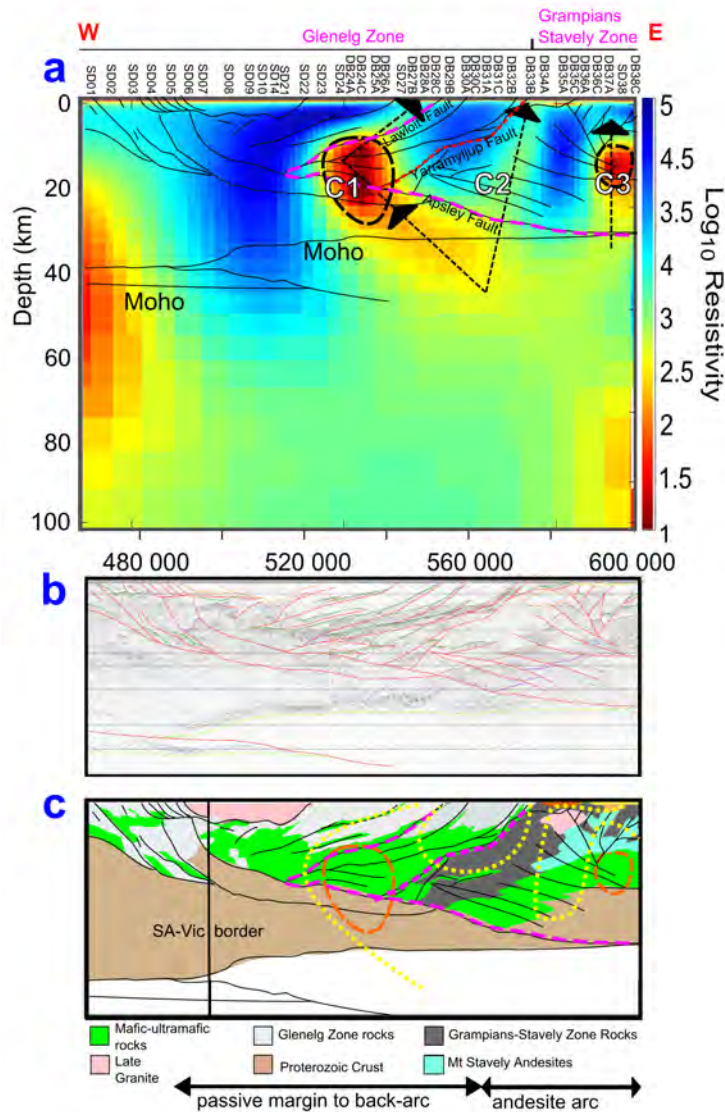 Grampians
W Glenelg Zone Stavely Zone E
a
SD01 SD02 SD03 SD04 SD05 SD06 SD07 SD08 SD09 SD10 SD14 SD21 SD22 SD23 SD24 DB24A DB24C DB25A DB26A SD27 DB27B DB28A DB28C DB29B DB30A DB30C DB31A DB31C DB32B DB33B DB34A DB35A DB35C DB36A DB36C DB37A SD38 DB38C
0
20
40
60
80
100
Depth (km)
Lawloit Fault
Yarramyljup Fault
Apsley Fault
C1
C2
C3
Moho
Moho
5
4.5
4
3.5
3
2.5
2
1.5
1
Log10 Resistivity
480 000 520 000 560 000 600 000
b
c
SA-Vic border
Mafic-ultramafic
rocks
Glenelg Zone rocks
Grampians-Stavely Zone Rocks
Late
Granite
Proterozoic Crust
Mt Stavely Andesites
passive margin to back-arc
andesite arc